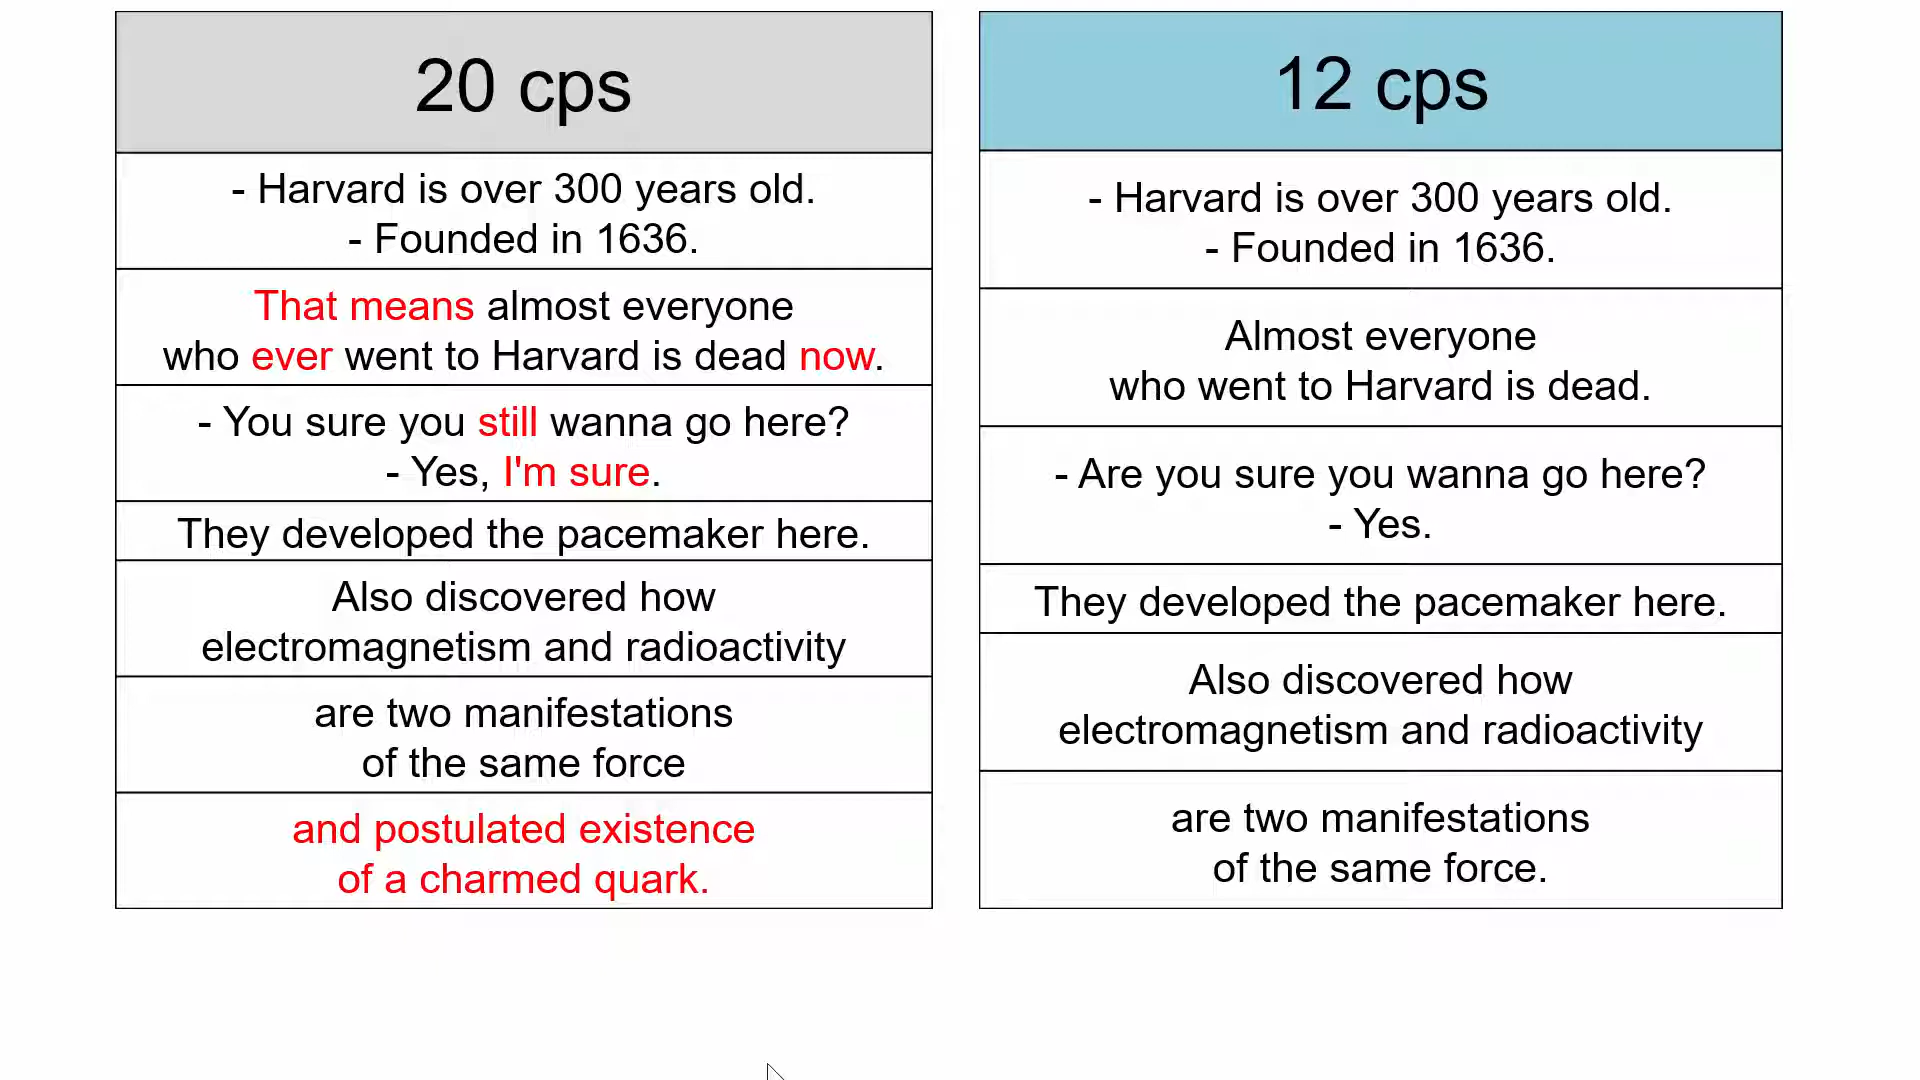 20 cps
- Harvard is over 300 years old.
- Founded in 1636.
That means almost everyone
who ever went to Harvard is dead now.
- You sure you still wanna go here?
- Yes, I'm sure.
They developed the pacemaker here.
Also discovered how
electromagnetism and radioactivity
are two manifestations
of the same force
and postulated existence
of a charmed quark.
12 cps
- Harvard is over 300 years old.
- Founded in 1636.
Almost everyone
who went to Harvard is dead.
- Are you sure you wanna go here?
- Yes.
They developed the pacemaker here.
Also discovered how
electromagnetism and radioactivity
are two manifestations
of the same force.